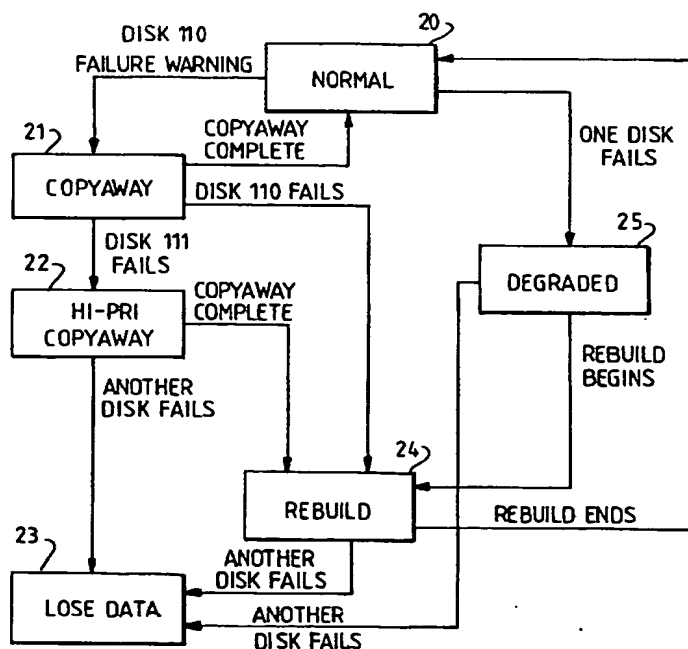 DISK 110
FAILURE WARNING
20
NORMAL
21
COPYAWAY
COPYAWAY
COMPLETE
DISK 110 FAILS
ONE DISK
FAILS
DISK 111
FAILS
22
HI-PRI
COPYAWAY
COPYAWAY
COMPLETE
25
DEGRADED
REBUILD
BEGINS
ANOTHER
DISK FAILS
24
REBUILD
REBUILD ENDS
23
LOSE DATA
ANOTHER
DISK FAILS
ANOTHER
DISK FAILS